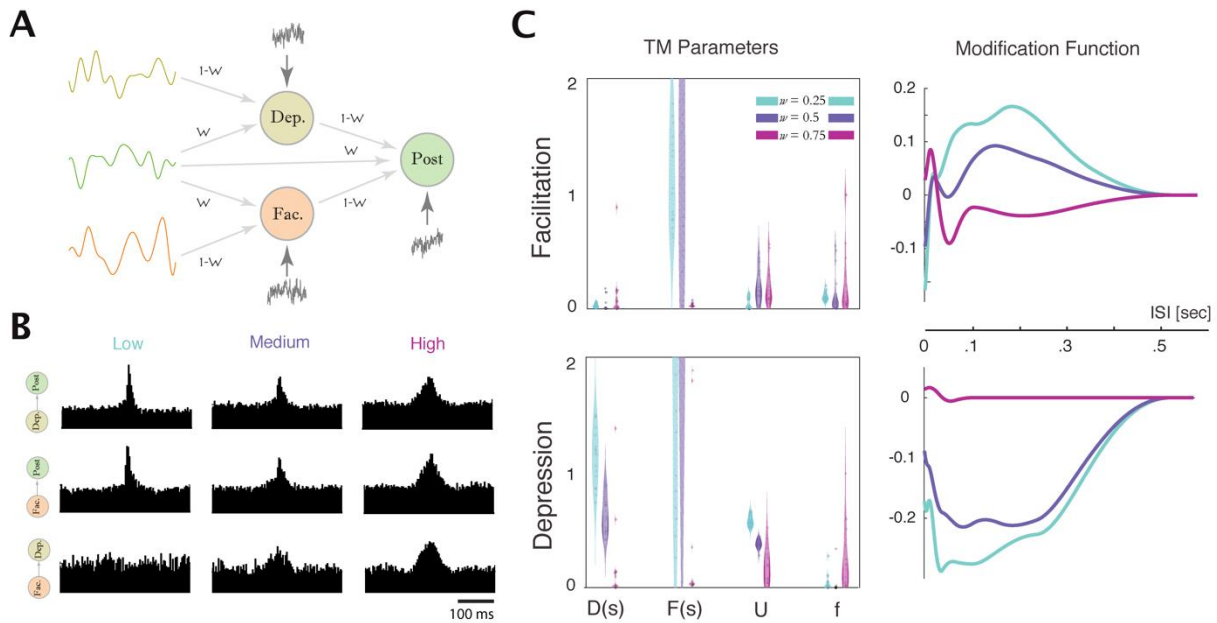 A
1-W
W
W
W
1-W
1-W
1-W
Dep.
Fac.
Post
B
Low
Medium
High
Post
Dep.
Post
Fac.
Dep.
Fac.
100 ms
C
TM Parameters
Modification Function
Facilitation
2
1
0
w = 0.25
w = 0.5
w = 0.75
0.2
0.1
0
-0.1
ISI [sec]
0
.1
.3
.5
Depression
2
1
0
D(s)
F(s)
U
f
0
-0.1
-0.2